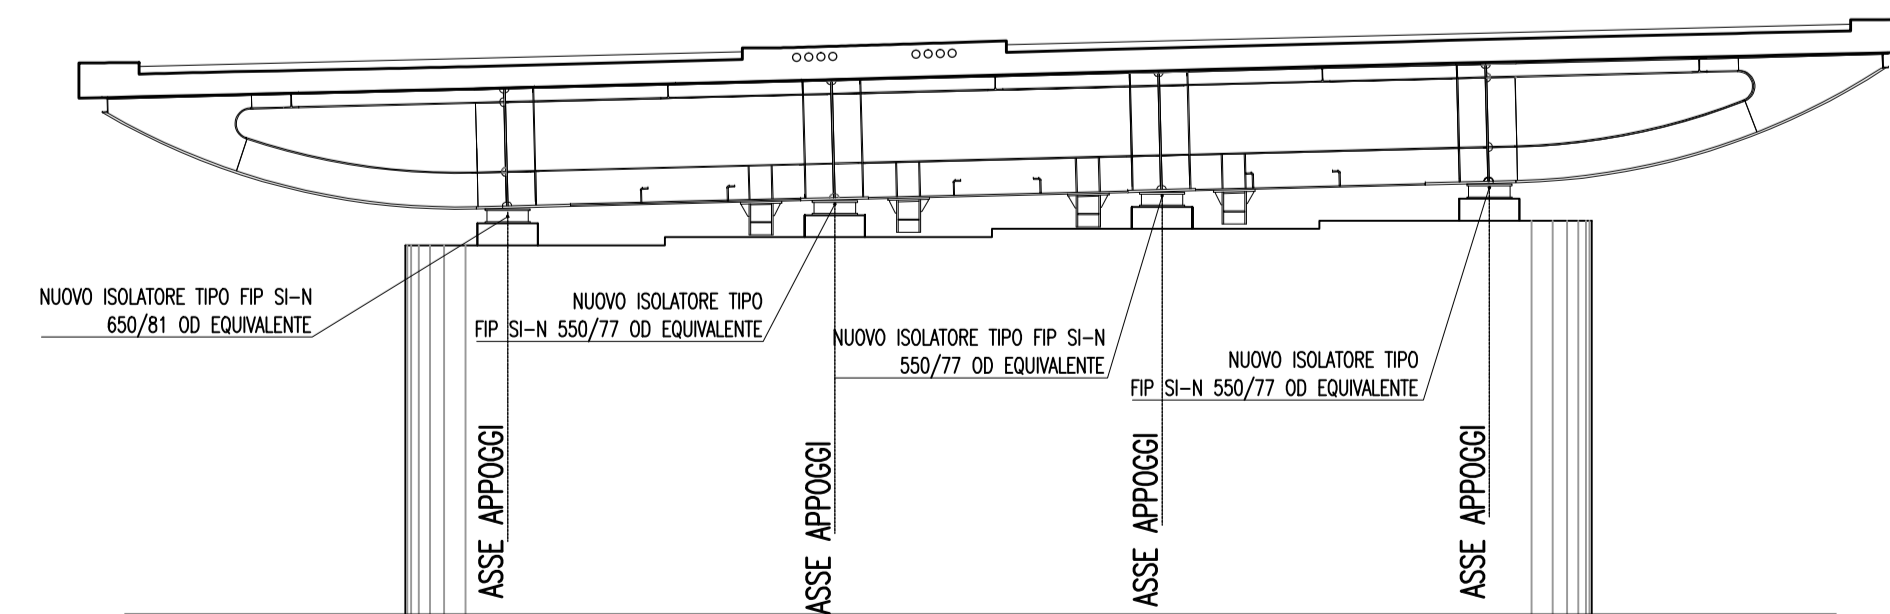 NUOVO ISOLATORE TIPO FIP SI-N
650/81 OD EQUIVALENTE
NUOVO ISOLATORE TIPO
FIP SI-N 550/77 OD EQUIVALENTE
NUOVO ISOLATORE TIPO FIP SI-N
550/77 OD EQUIVALENTE
NUOVO ISOLATORE TIPO
FIP SI-N 550/77 OD EQUIVALENTE
ASSE APPOGGI
ASSE APPOGGI
ASSE APPOGGI
ASSE APPOGGI